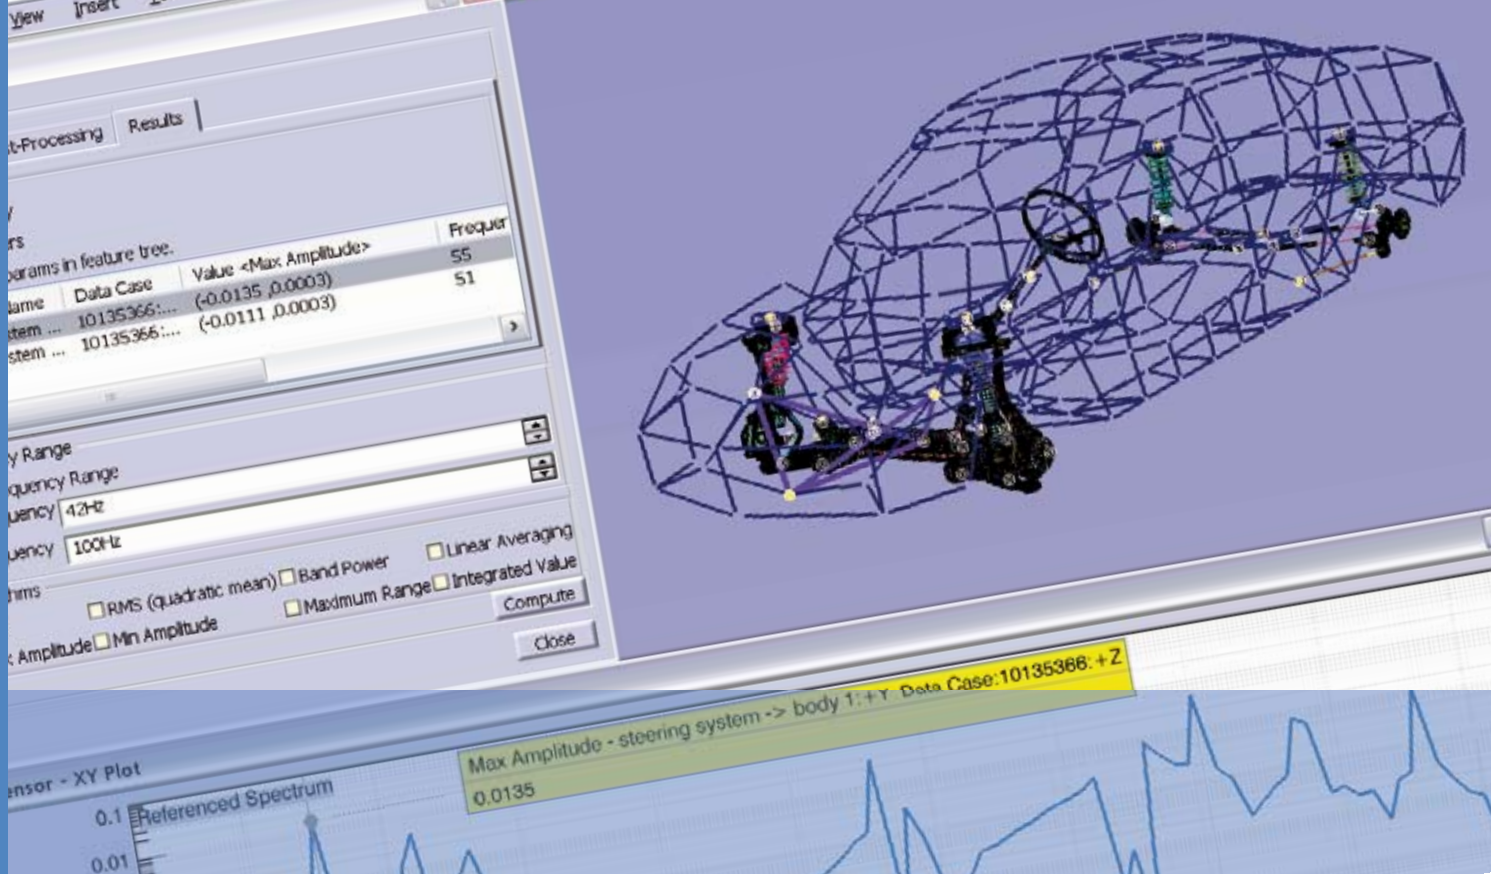 View Insert
t-Processing Results
y
rs
params in feature tree.
Name Data Case Value <Max Amplitude> Frequer
stem ... 10135366:... (-0.0135 ,0.0003) 55
stem ... 10135366:... (-0.0111 ,0.0003) 51
y Range
quency Range
uency 42Hz
uency 100Hz
thms
RMS (quadratic mean) Band Power Linear Averaging
x Amplitude Min Amplitude Maximum Range Integrated Value
Compute
Close
ensor - XY Plot
Max Amplitude - steering system -> body 1:+Y Data Case:10135366:+Z
0.0135
0.1 Referenced Spectrum
0.01